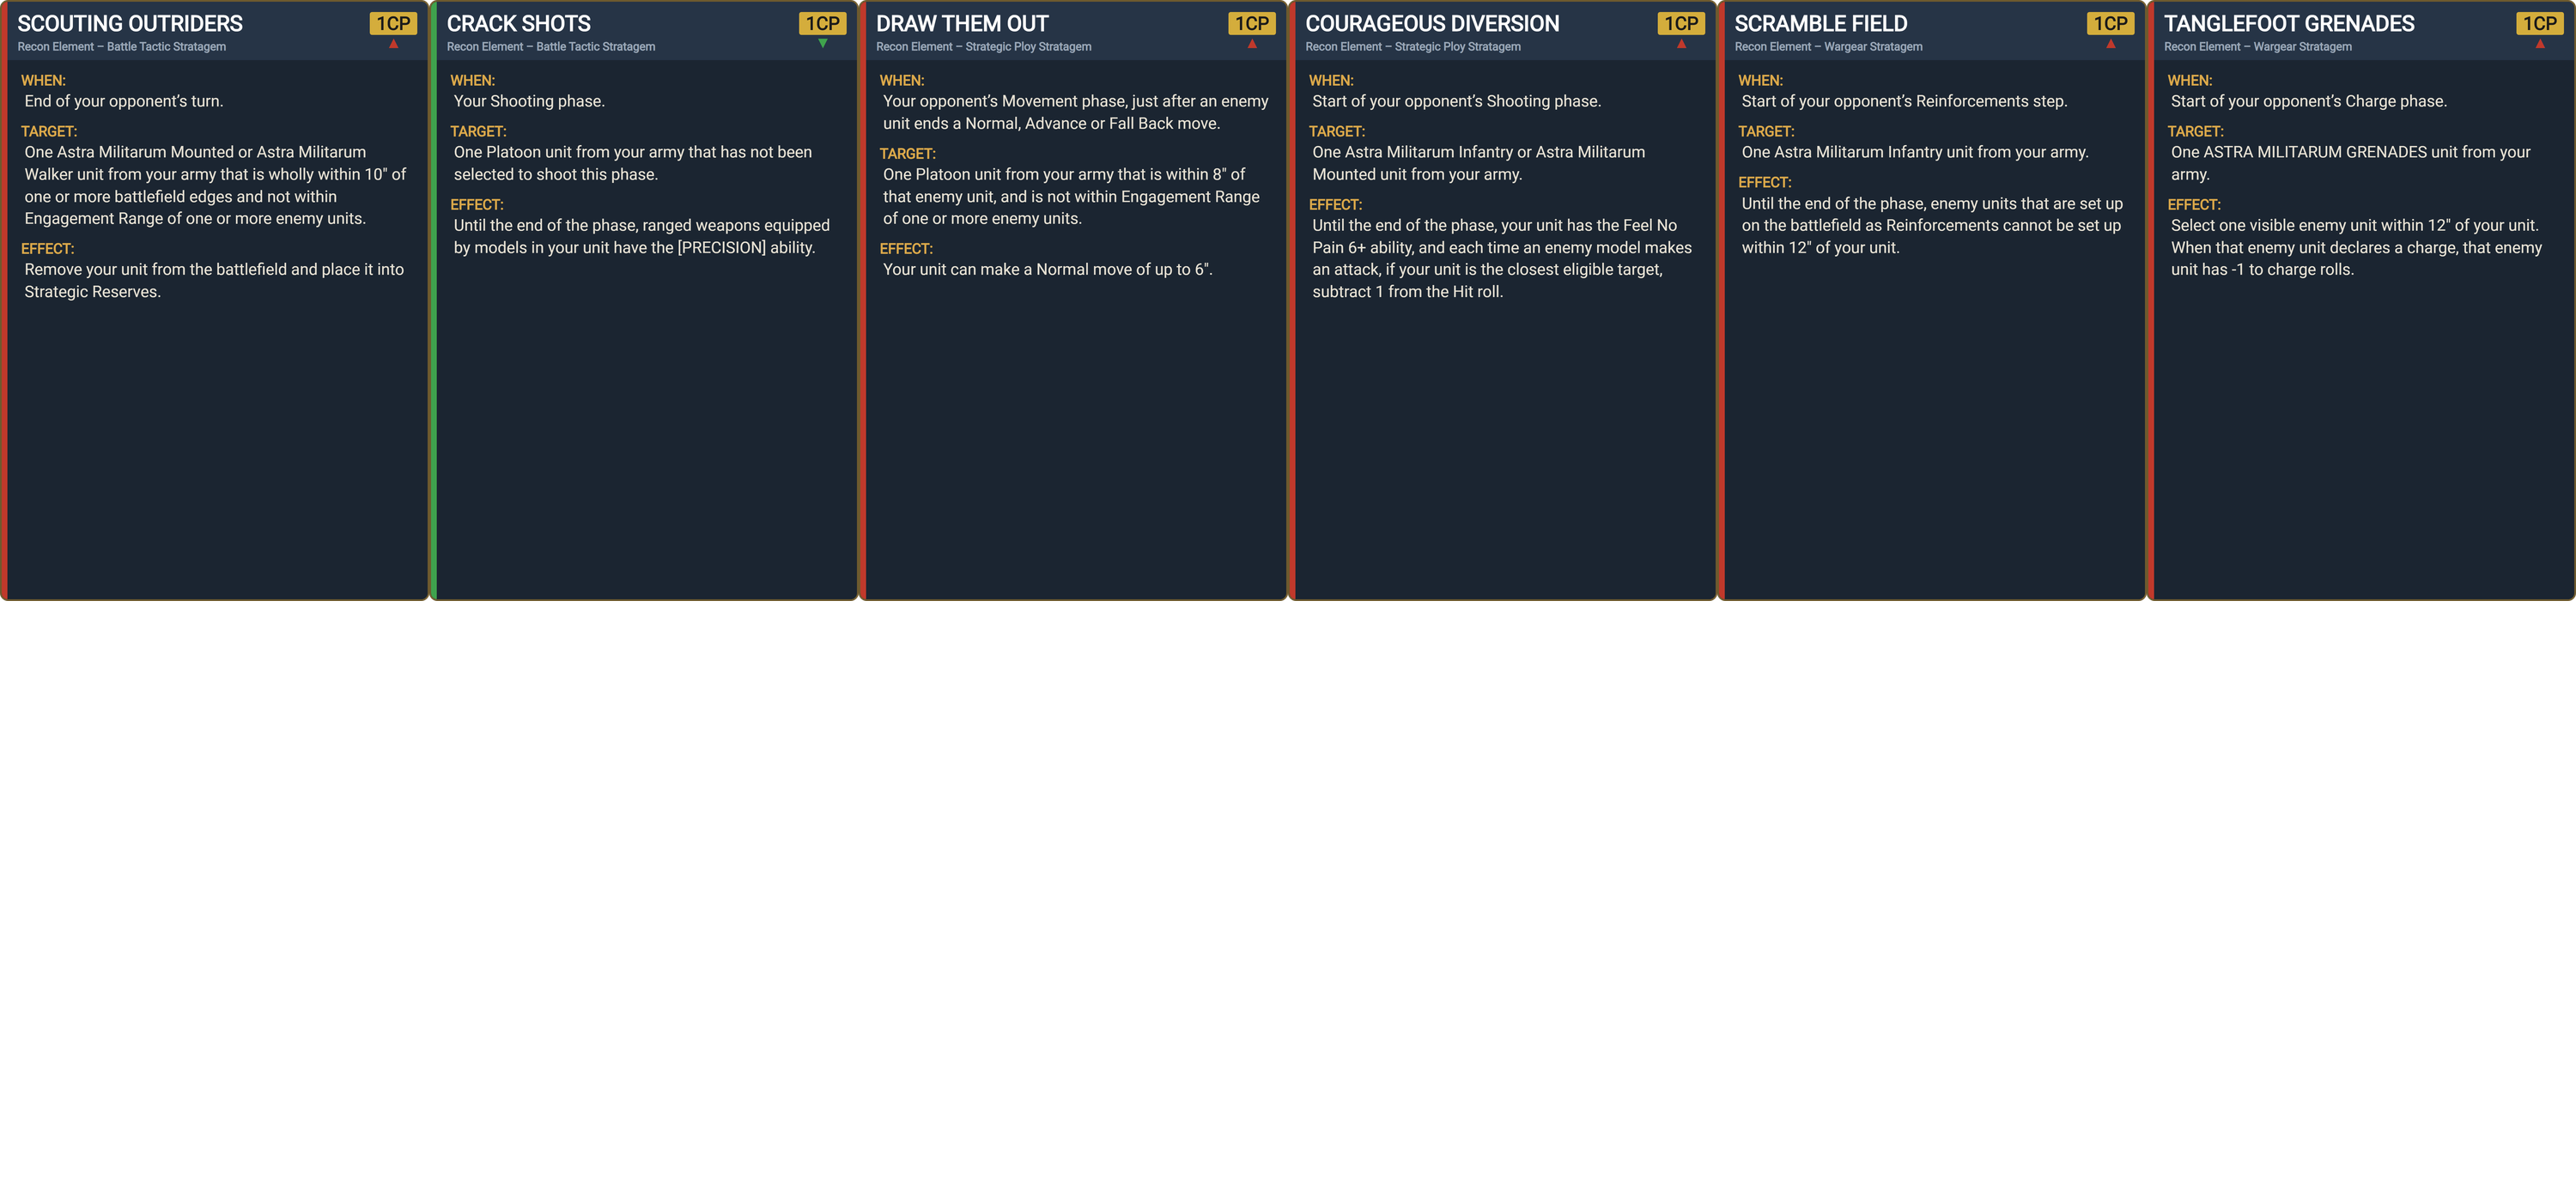 SCOUTING OUTRIDERS
1CP
Recon Element – Battle Tactic Stratagem
WHEN:
End of your opponent’s turn.
TARGET:
One Astra Militarum Mounted or Astra Militarum
Walker unit from your army that is wholly within 10" of
one or more battlefield edges and not within
Engagement Range of one or more enemy units.
EFFECT:
Remove your unit from the battlefield and place it into
Strategic Reserves.
CRACK SHOTS
1CP
Recon Element – Battle Tactic Stratagem
WHEN:
Your Shooting phase.
TARGET:
One Platoon unit from your army that has not been
selected to shoot this phase.
EFFECT:
Until the end of the phase, ranged weapons equipped
by models in your unit have the [PRECISION] ability.
DRAW THEM OUT
1CP
Recon Element – Strategic Ploy Stratagem
WHEN:
Your opponent’s Movement phase, just after an enemy
unit ends a Normal, Advance or Fall Back move.
TARGET:
One Platoon unit from your army that is within 8" of
that enemy unit, and is not within Engagement Range
of one or more enemy units.
EFFECT:
Your unit can make a Normal move of up to 6".
COURAGEOUS DIVERSION
1CP
Recon Element – Strategic Ploy Stratagem
WHEN:
Start of your opponent’s Shooting phase.
TARGET:
One Astra Militarum Infantry or Astra Militarum
Mounted unit from your army.
EFFECT:
Until the end of the phase, your unit has the Feel No
Pain 6+ ability, and each time an enemy model makes
an attack, if your unit is the closest eligible target,
subtract 1 from the Hit roll.
SCRAMBLE FIELD
1CP
Recon Element – Wargear Stratagem
WHEN:
Start of your opponent’s Reinforcements step.
TARGET:
One Astra Militarum Infantry unit from your army.
EFFECT:
Until the end of the phase, enemy units that are set up
on the battlefield as Reinforcements cannot be set up
within 12" of your unit.
TANGLEFOOT GRENADES
1CP
Recon Element – Wargear Stratagem
WHEN:
Start of your opponent’s Charge phase.
TARGET:
One ASTRA MILITARUM GRENADES unit from your
army.
EFFECT:
Select one visible enemy unit within 12" of your unit.
When that enemy unit declares a charge, that enemy
unit has -1 to charge rolls.